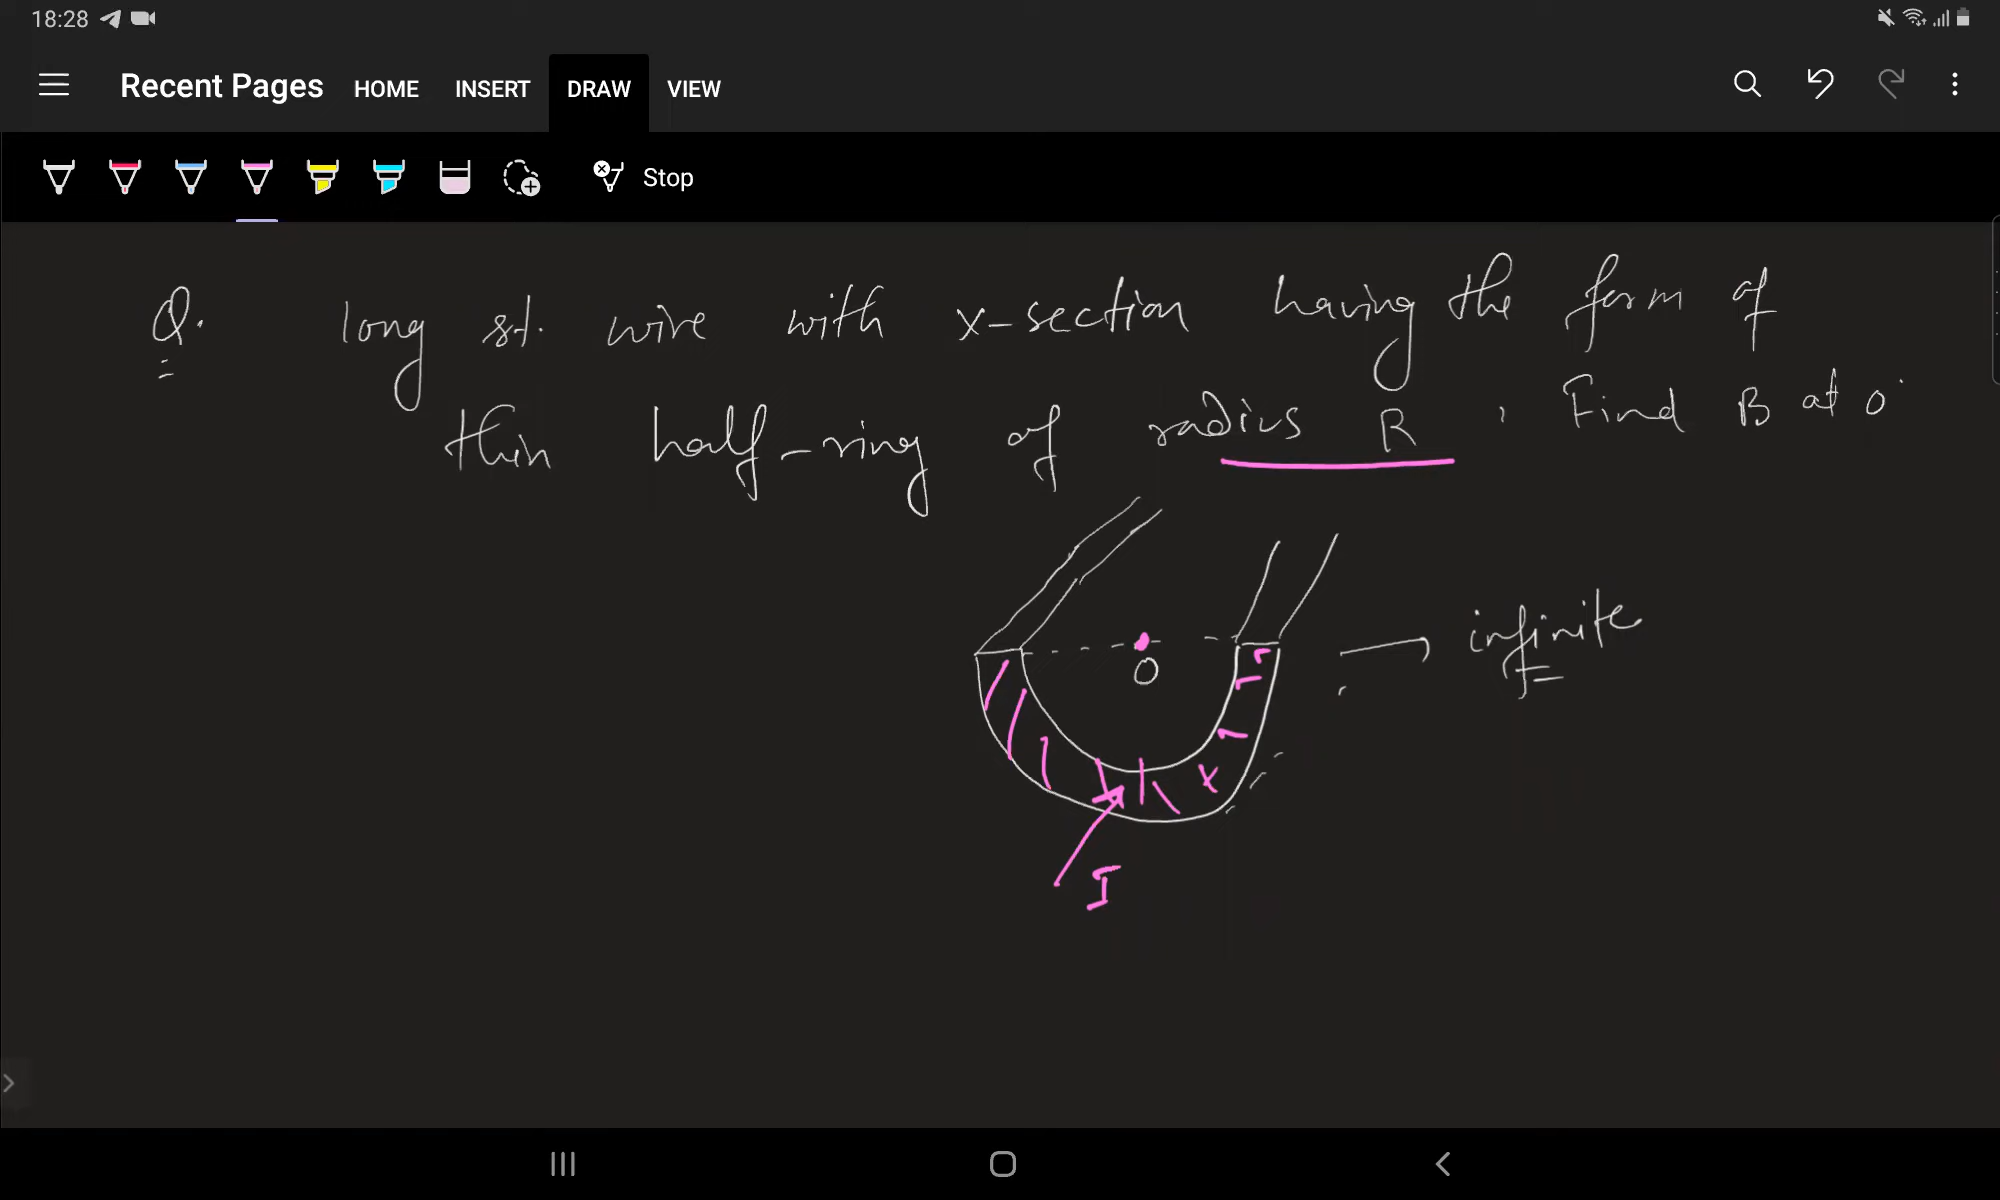 18:28
Recent Pages HOME INSERT DRAW VIEW
Stop
Q. long st. wire with x-section having the form of
thin half-ring of radius R, Find B at O.
O
infinite
I